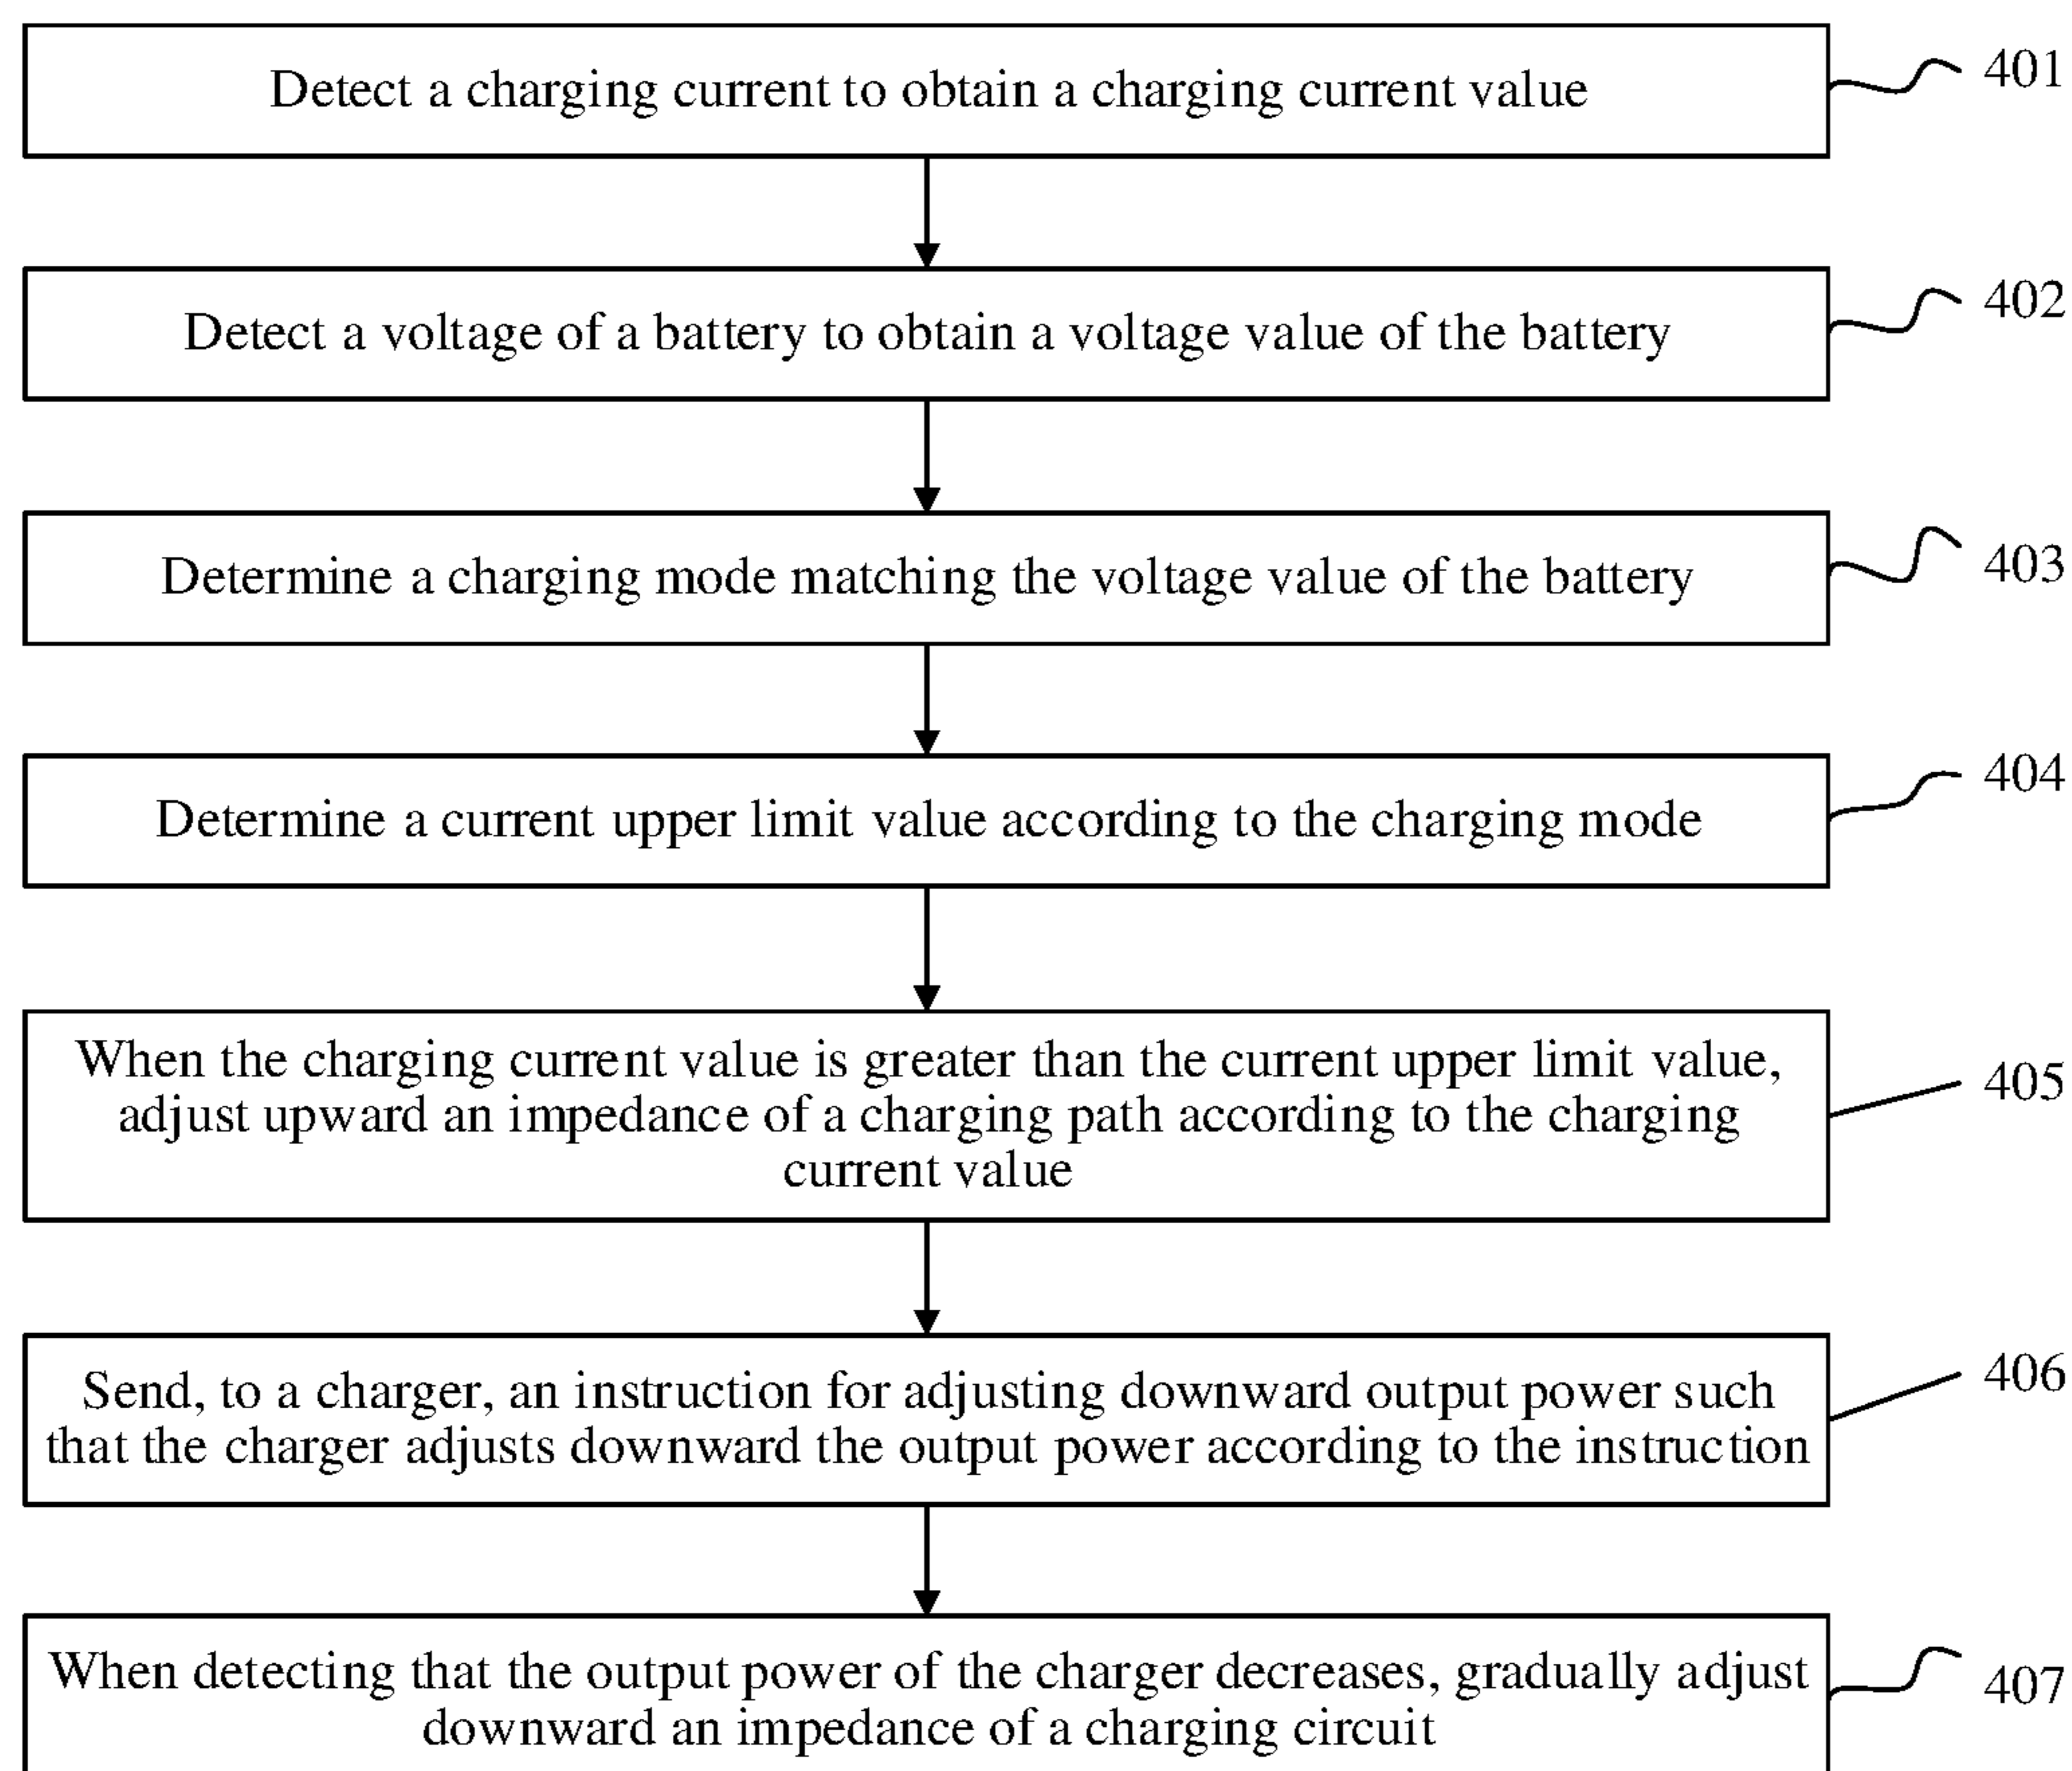 Detect a charging current to obtain a charging current value
401
Detect a voltage of a battery to obtain a voltage value of the battery
402
Determine a charging mode matching the voltage value of the battery
403
Determine a current upper limit value according to the charging mode
404
When the charging current value is greater than the current upper limit value,
adjust upward an impedance of a charging path according to the charging
current value
405
Send, to a charger, an instruction for adjusting downward output power such
that the charger adjusts downward the output power according to the instruction
406
When detecting that the output power of the charger decreases, gradually adjust
downward an impedance of a charging circuit
407